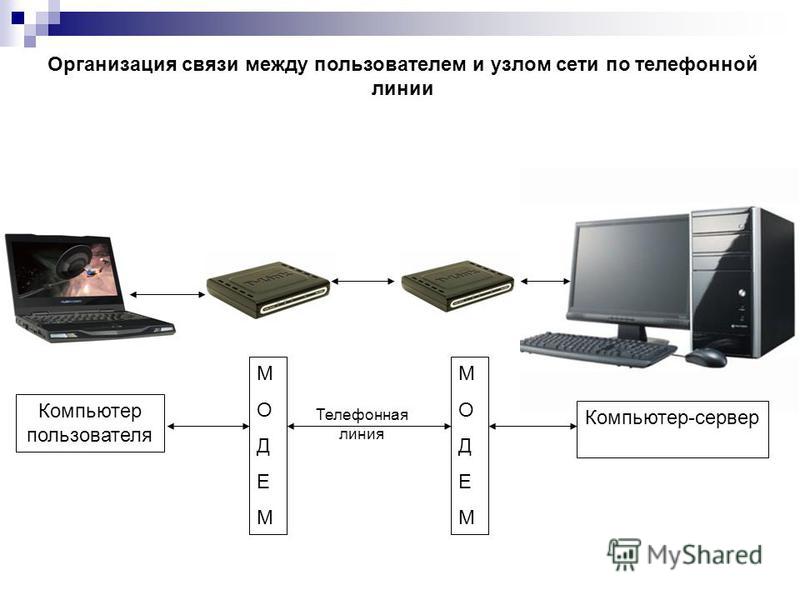 Организация связи между пользователем и узлом сети по телефонной
линии
Компьютер
пользователя
М
О
Д
Е
М
Телефонная
линия
М
О
Д
Е
М
Компьютер-сервер
MyShared